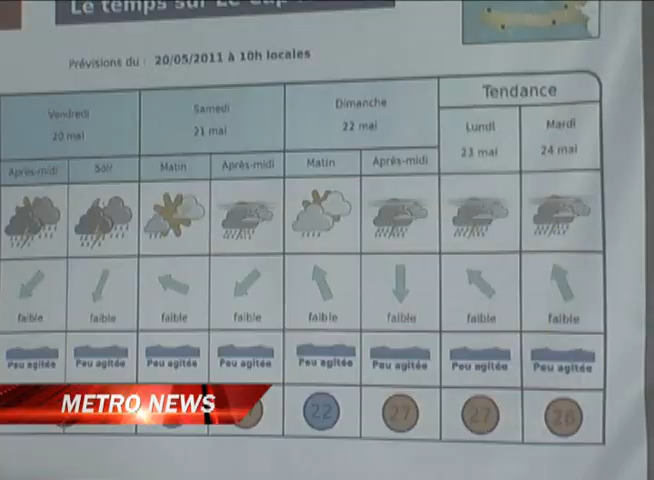 Le temps sur Le Cap
Prévisions du : 20/05/2011 à 10h locales
Tendance
Vendredi Samedi Dimanche Lundi Mardi
20 mai 21 mai 22 mai 23 mai 24 mai
Après-midi Soir Matin Après-midi Matin Après-midi
faible faible faible faible faible faible faible faible
Peu agitée Peu agitée Peu agitée Peu agitée Peu agitée Peu agitée Peu agitée Peu agitée
METRO NEWS
22 27 27 26